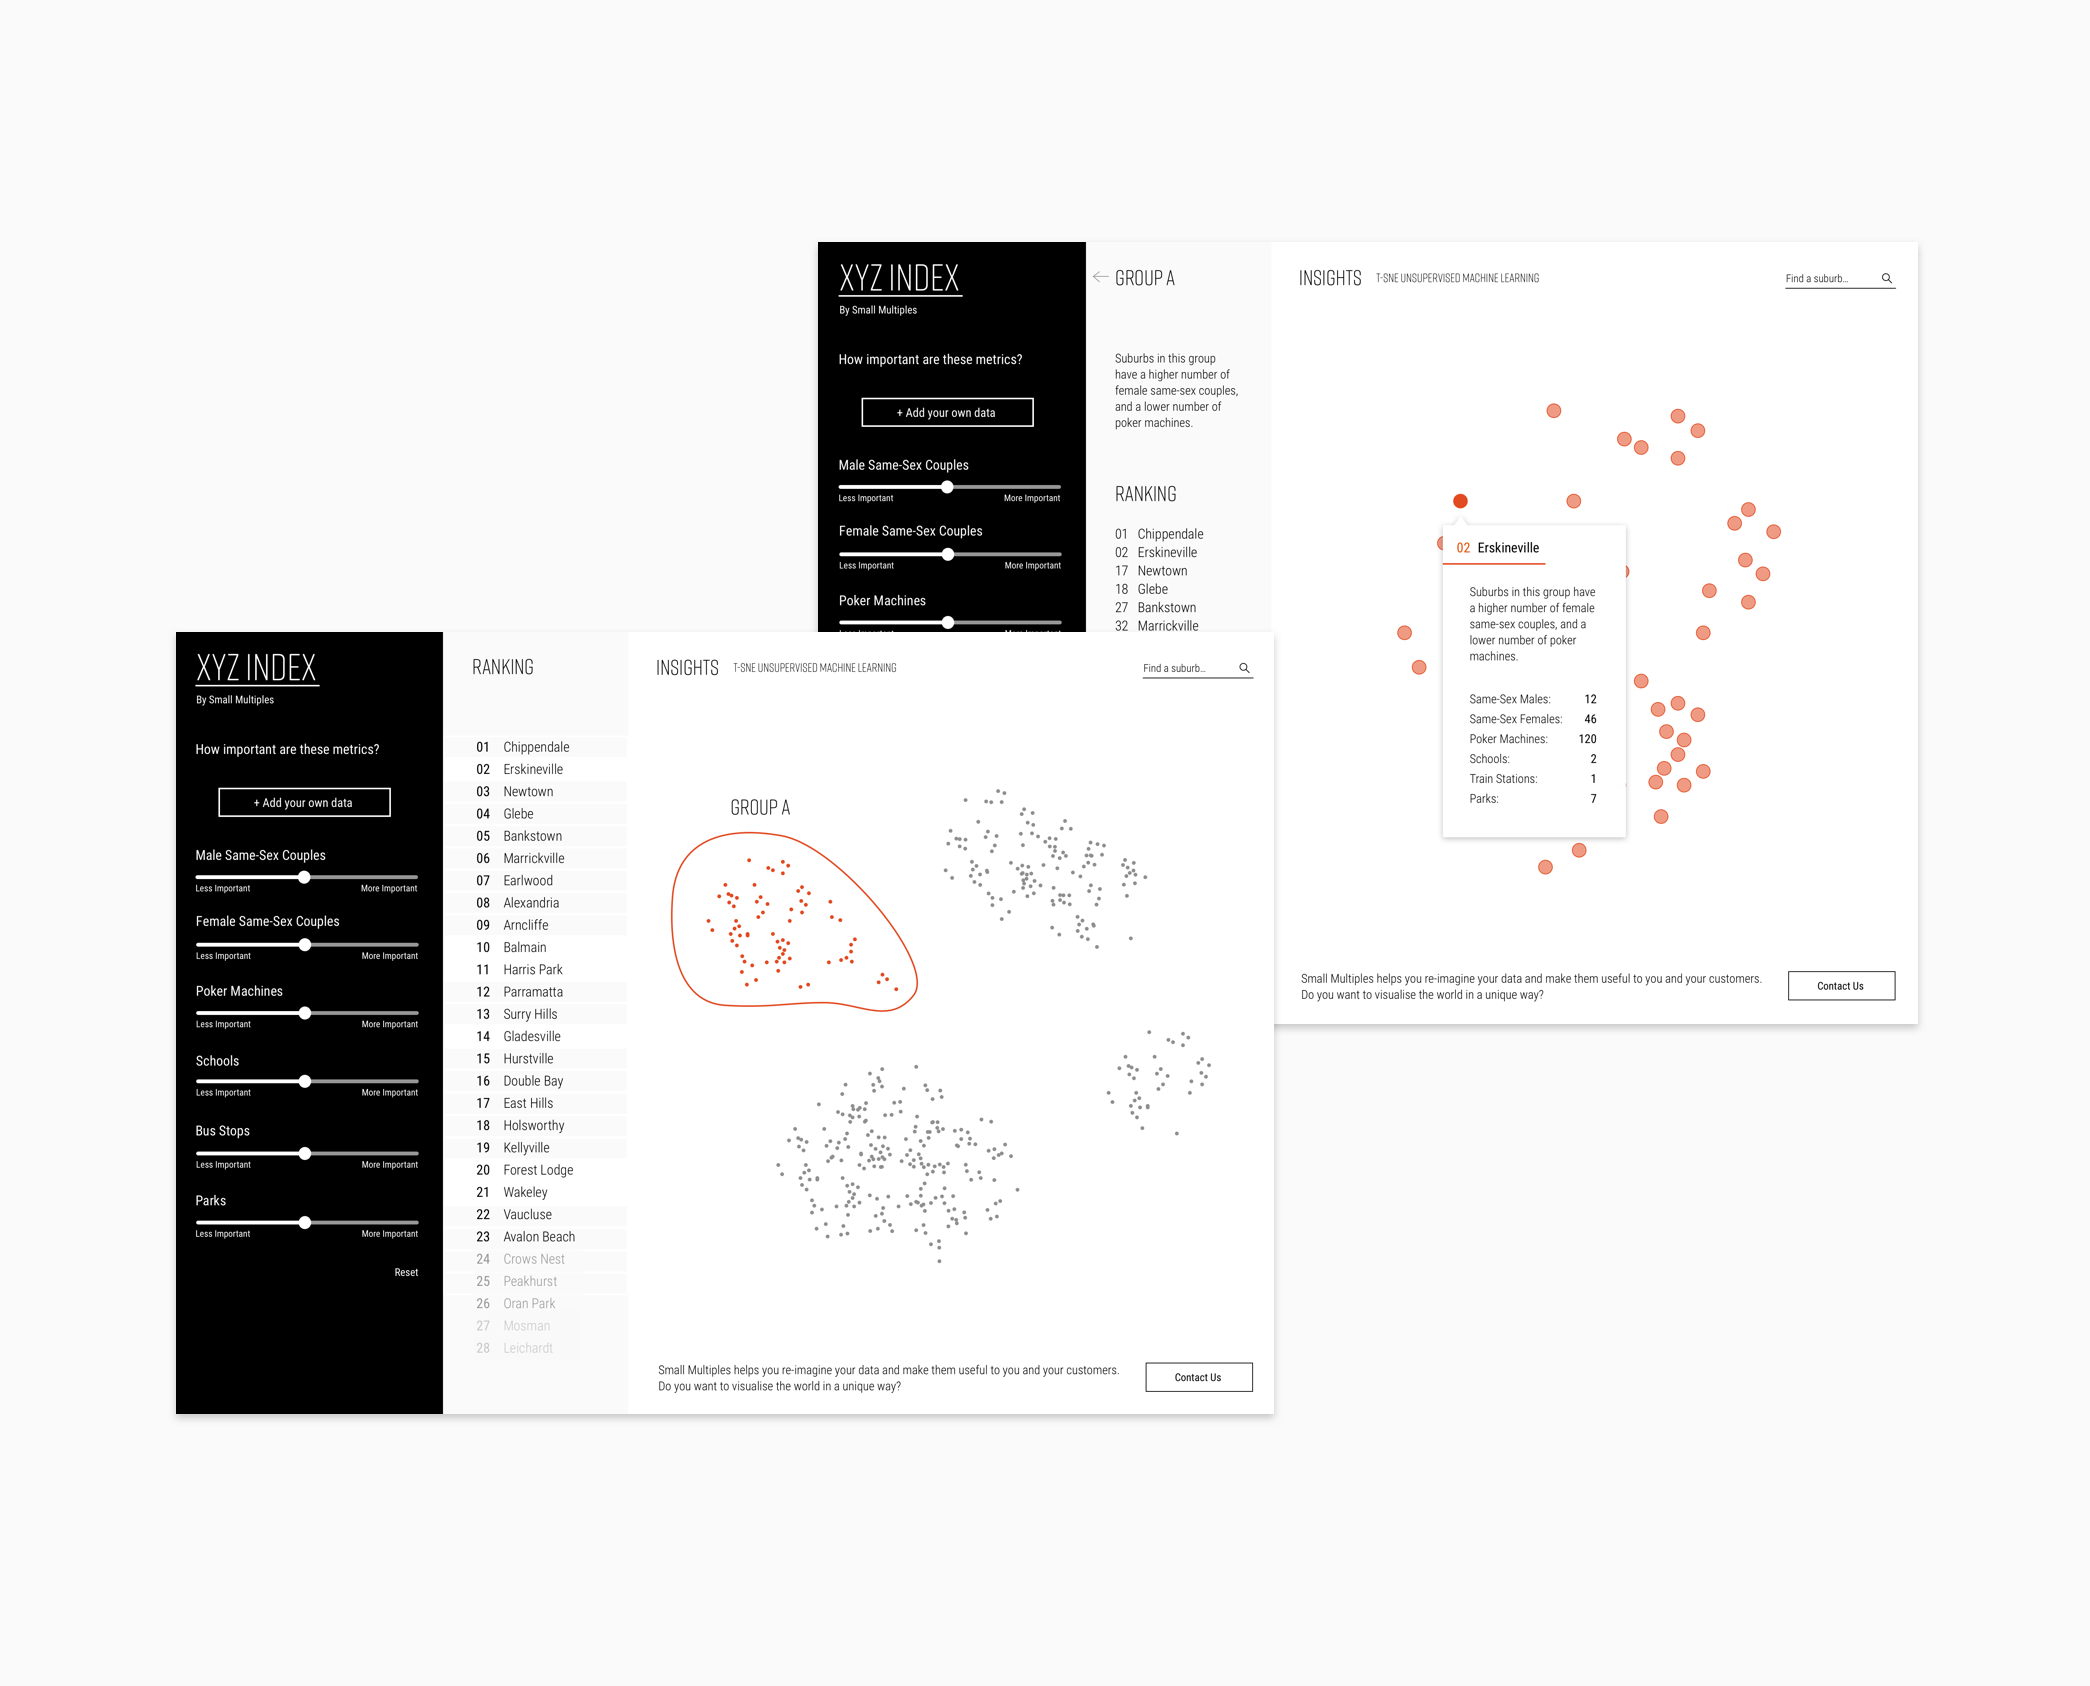 XYZ INDEX
By Small Multiples
How important are these metrics?
+ Add your own data
Male Same-Sex Couples
Less Important More Important
Female Same-Sex Couples
Less Important More Important
Poker Machines
GROUP A
Suburbs in this group
have a higher number of
female same-sex couples,
and a lower number of
poker machines.
RANKING
01 Chippendale
02 Erskineville
17 Newtown
18 Glebe
27 Bankstown
32 Marrickville
INSIGHTS T-SNE UNSUPERVISED MACHINE LEARNING
Find a suburb...
02 Erskineville
Suburbs in this group have
a higher number of female
same-sex couples, and a
lower number of poker
machines.
Same-Sex Males: 12
Same-Sex Females: 46
Poker Machines: 120
Schools: 2
Train Stations: 1
Parks: 7
Small Multiples helps you re-imagine your data and make them useful to you and your customers.
Do you want to visualise the world in a unique way?
Contact Us
XYZ INDEX
By Small Multiples
How important are these metrics?
+ Add your own data
Male Same-Sex Couples
Less Important More Important
Female Same-Sex Couples
Less Important More Important
Poker Machines
Less Important More Important
Schools
Less Important More Important
Bus Stops
Less Important More Important
Parks
Less Important More Important
Reset
RANKING
01 Chippendale
02 Erskineville
03 Newtown
04 Glebe
05 Bankstown
06 Marrickville
07 Earlwood
08 Alexandria
09 Arncliffe
10 Balmain
11 Harris Park
12 Parramatta
13 Surry Hills
14 Gladesville
15 Hurstville
16 Double Bay
17 East Hills
18 Holsworthy
19 Kellyville
20 Forest Lodge
21 Wakeley
22 Vaucluse
23 Avalon Beach
24 Crows Nest
25 Peakhurst
26 Oran Park
27 Mosman
28 Leichardt
INSIGHTS T-SNE UNSUPERVISED MACHINE LEARNING
Find a suburb...
GROUP A
Small Multiples helps you re-imagine your data and make them useful to you and your customers.
Do you want to visualise the world in a unique way?
Contact Us